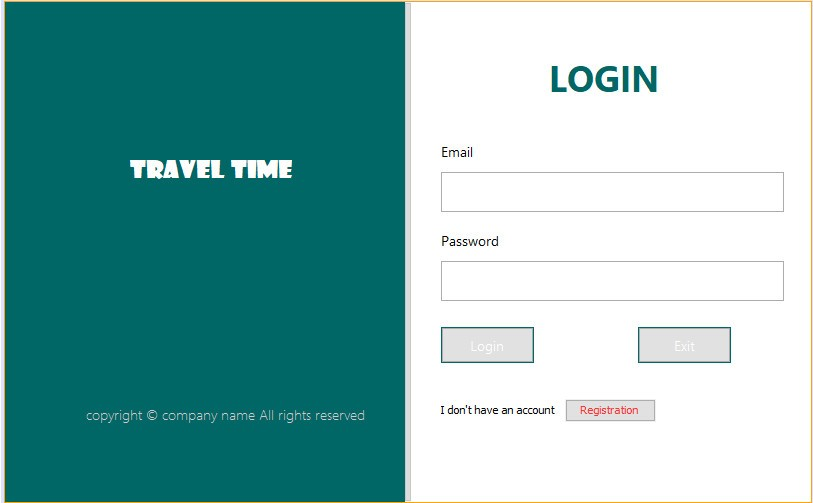 TRAVEL TIME
copyright © company name All rights reserved
LOGIN
Email
Password
Login
Exit
I don't have an account
Registration